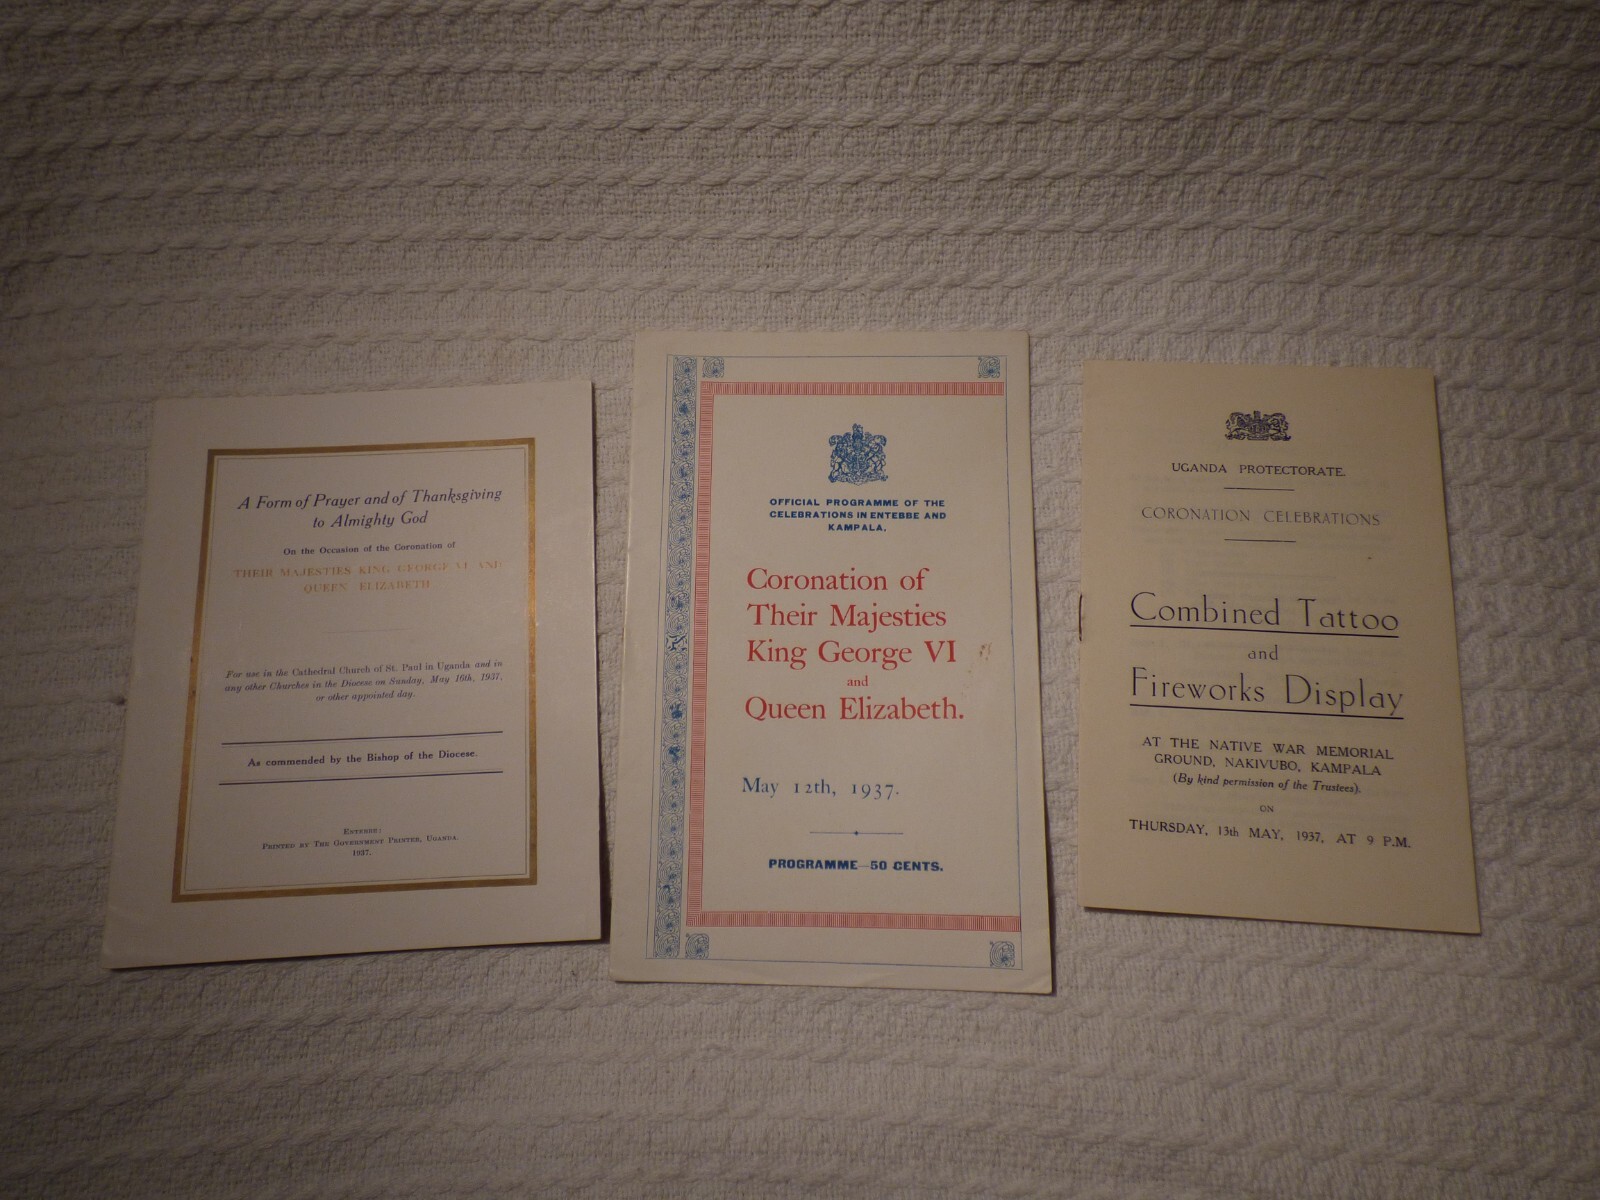 A Form of Prayer and of Thanksgiving
to Almighty God
On the Occasion of the Coronation of
THEIR MAJESTIES KING GEORGE VI AND
QUEEN ELIZABETH
For use in the Cathedral Church of St. Paul in Uganda and in
any other Churches in the Diocese on Sunday, May 16th, 1937,
or other appointed day.
As commended by the Bishop of the Diocese.
ENTEBBE:
PRINTED BY THE GOVERNMENT PRINTER, UGANDA.
1937.
OFFICIAL PROGRAMME OF THE
CELEBRATIONS IN ENTEBBE AND
KAMPALA.
Coronation of
Their Majesties
King George VI
and
Queen Elizabeth.
May 12th, 1937.
PROGRAMME—50 CENTS.
UGANDA PROTECTORATE.
CORONATION CELEBRATIONS
Combined Tattoo
and
Fireworks Display
AT THE NATIVE WAR MEMORIAL
GROUND, NAKIVUBO, KAMPALA
(By kind permission of the Trustees).
ON
THURSDAY, 13th MAY, 1937, AT 9 P.M.